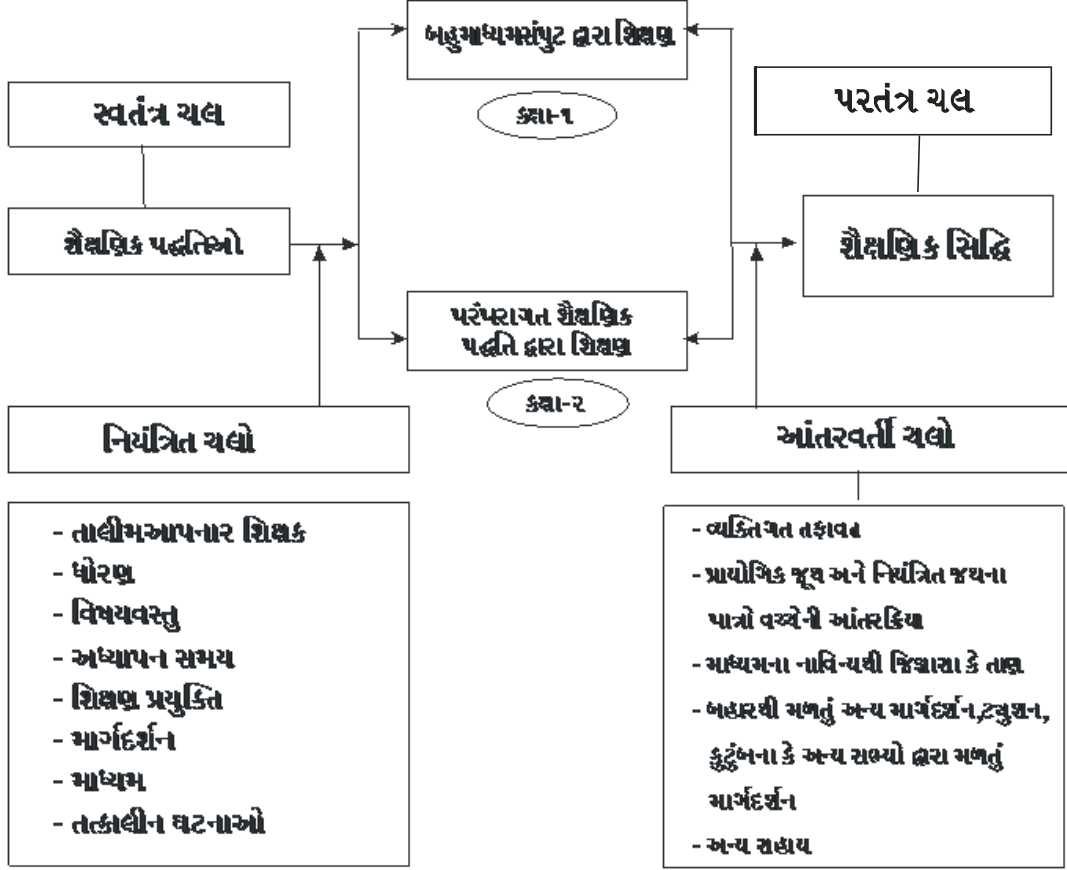 બહુમાધ્યમસંપુટ દ્વારા શિક્ષણ
કક્ષા-૧
સ્વતંત્ર ચલ
પરતંત્ર ચલ
શૈક્ષણિક પદ્ધતિઓ
શૈક્ષણિક સિદ્ધિ
પરંપરાગત શૈક્ષણિક
પદ્ધતિ દ્વારા શિક્ષણ
કક્ષા-૨
નિયંત્રિત ચલો
- તાલીમઆપનાર શિક્ષક
- ધોરણ
- વિષયવસ્તુ
- અધ્યાપન સમય
- શિક્ષણ પ્રયુક્તિ
- માર્ગદર્શન
- માધ્યમ
- તત્કાલીન ઘટનાઓ
આંતરવર્તી ચલો
- વ્યક્તિગત તફાવત
- પ્રાયોગિક જૂથ અને નિયંત્રિત જથના
પાત્રો વચ્ચેની આંતરક્રિયા
- માધ્યમના નાવિન્યથી જિજ્ઞાસા કે તાણ
- બહારથી મળતું અન્ય માર્ગદર્શન,ટ્યુશન,
કુટુંબના કે અન્ય સભ્યો દ્વારા મળતું
માર્ગદર્શન
- અન્ય સહાય